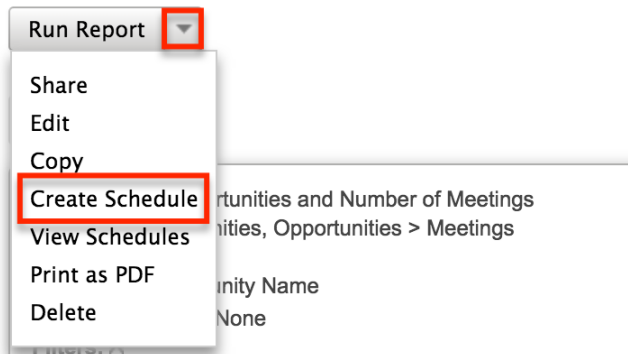 Run Report
Share
Edit
Copy
Create Schedule
rtunities and Number of Meetings
View Schedules
nities, Opportunities > Meetings
Print as PDF
unity Name
Delete
None